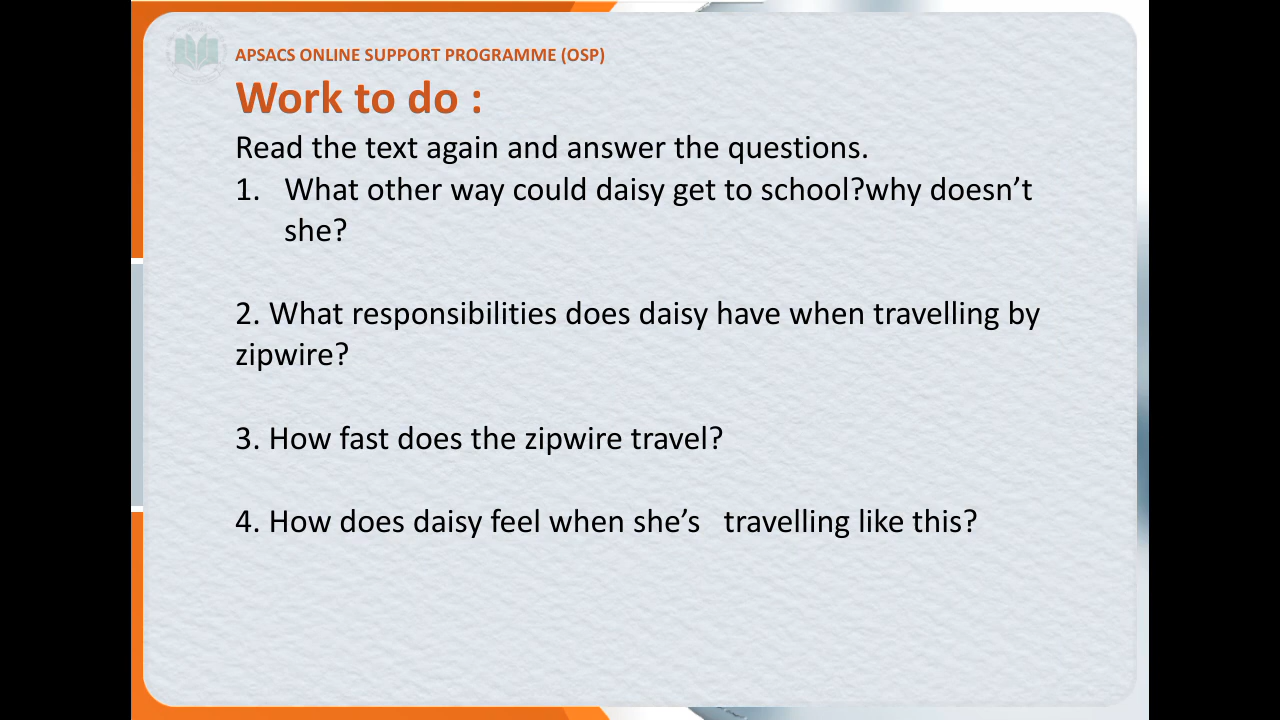 APSACS ONLINE SUPPORT PROGRAMME (OSP)
Work to do :
Read the text again and answer the questions.
1. What other way could daisy get to school?why doesn’t
she?
2. What responsibilities does daisy have when travelling by
zipwire?
3. How fast does the zipwire travel?
4. How does daisy feel when she’s   travelling like this?